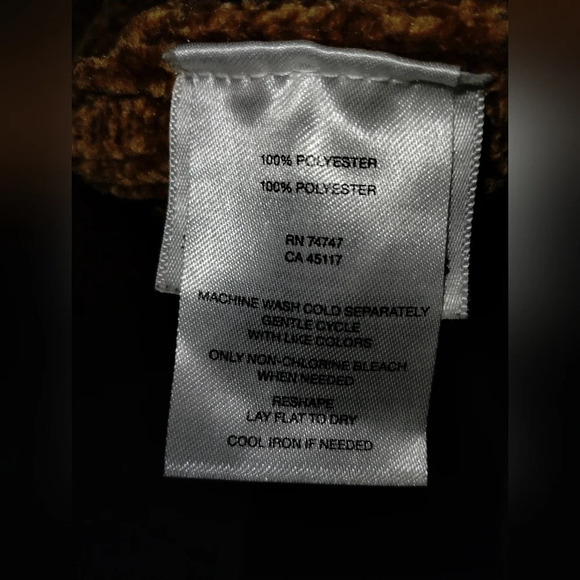 100% POLYESTER
100% POLYESTER
RN 74747
CA 45117
MACHINE WASH COLD SEPARATELY
GENTLE CYCLE
WITH LIKE COLORS
ONLY NON-CHLORINE BLEACH
WHEN NEEDED
RESHAPE
LAY FLAT TO DRY
COOL IRON IF NEEDED